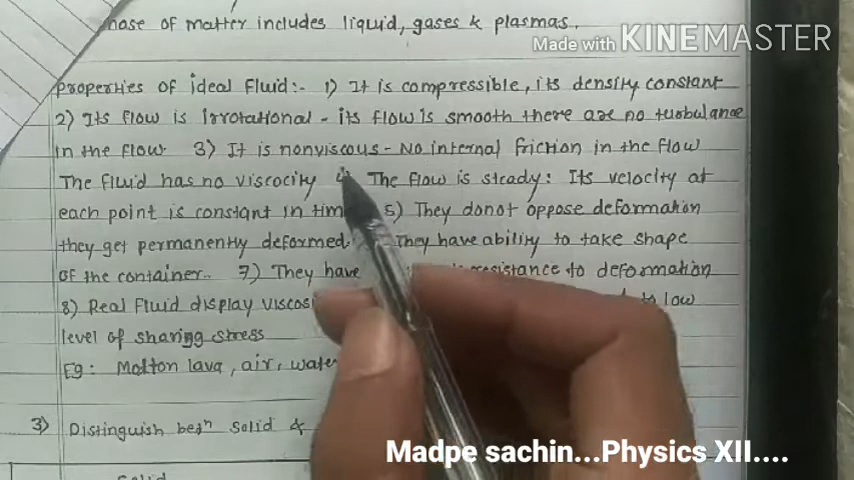 hase of matter includes liquid, gases & plasmas.
Made with KINEMASTER
properties of ideal Fluid:- 1) It is compressible, its density constant
2) Its flow is irrotational - its flow is smooth there are no turbulance
in the flow. 3) It is nonviscous - No internal friction in the flow
The fluid has no viscocity 4) The flow is steady: Its velocity at
each point is constant in tim 5) They donot oppose deformation
they get permanently deformed They have ability to take shape
of the container.. 7) They have resistance to deformation
8) Real Fluid display viscosi to low
level of sharing stress
Eg: Molton lava, air, water
3) Distinguish betn Solid &
Madpe sachin...Physics XII....
Solid